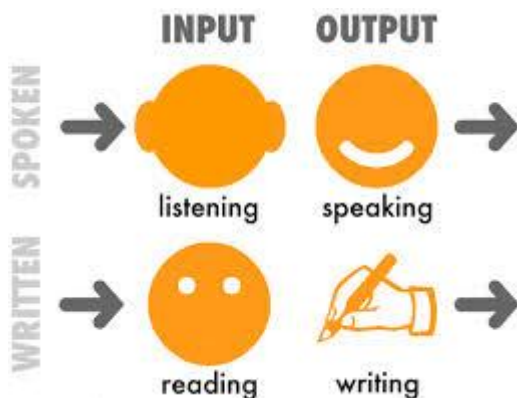 INPUT OUTPUT
SPOKEN
listening speaking
WRITTEN
reading writing